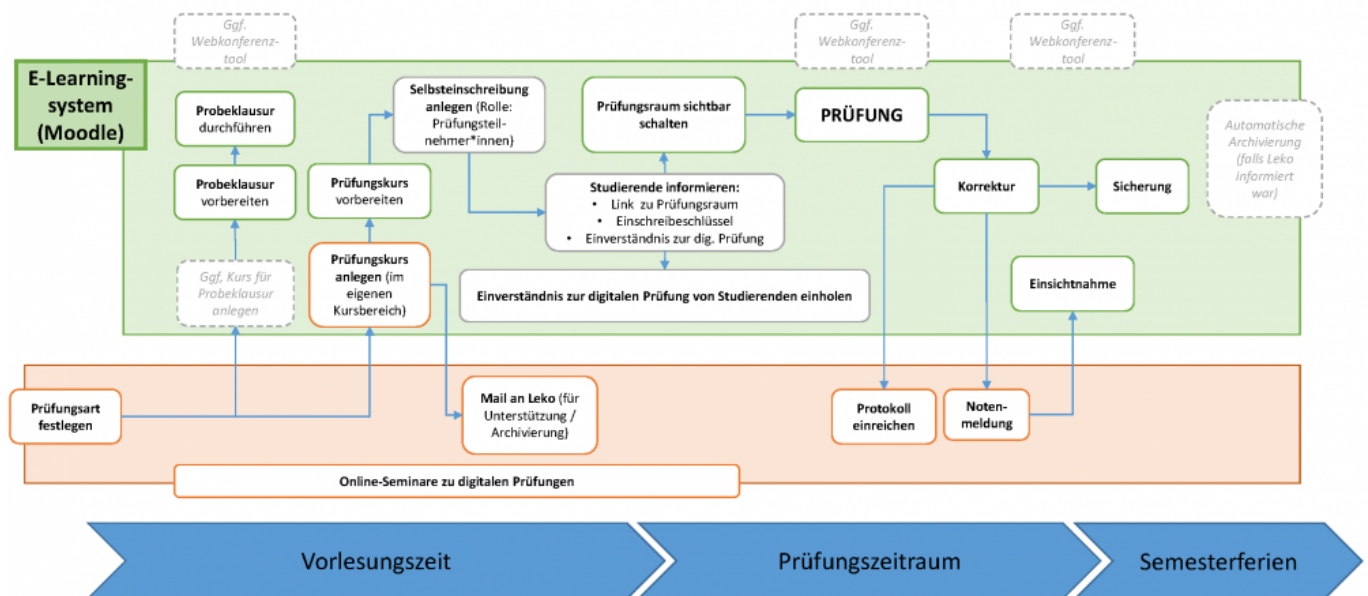 Ggf.
Webkonferenz-
tool
Ggf.
Webkonferenz-
tool
Ggf.
Webkonferenz-
tool
E-Learning-
system
(Moodle)
Probeklausur
durchführen
Probeklausur
vorbereiten
Ggf, Kurs für
Probeklausur
anlegen
Selbsteinschreibung
anlegen (Rolle:
Prüfungsteil-
nehmer*innen)
Prüfungskurs
vorbereiten
Prüfungskurs
anlegen (im
eigenen
Kursbereich)
Prüfungsraum sichtbar
schalten
Studierende informieren:
• Link zu Prüfungsraum
• Einschreibeschlüssel
• Einverständnis zur dig. Prüfung
Einverständnis zur digitalen Prüfung von Studierenden einholen
PRÜFUNG
Korrektur
Sicherung
Einsichtnahme
Automatische
Archivierung
(falls Leko
informiert
war)
Prüfungsart
festlegen
Mail an Leko (für
Unterstützung /
Archivierung)
Protokoll
einreichen
Noten-
meldung
Online-Seminare zu digitalen Prüfungen
Vorlesungszeit
Prüfungszeitraum
Semesterferien